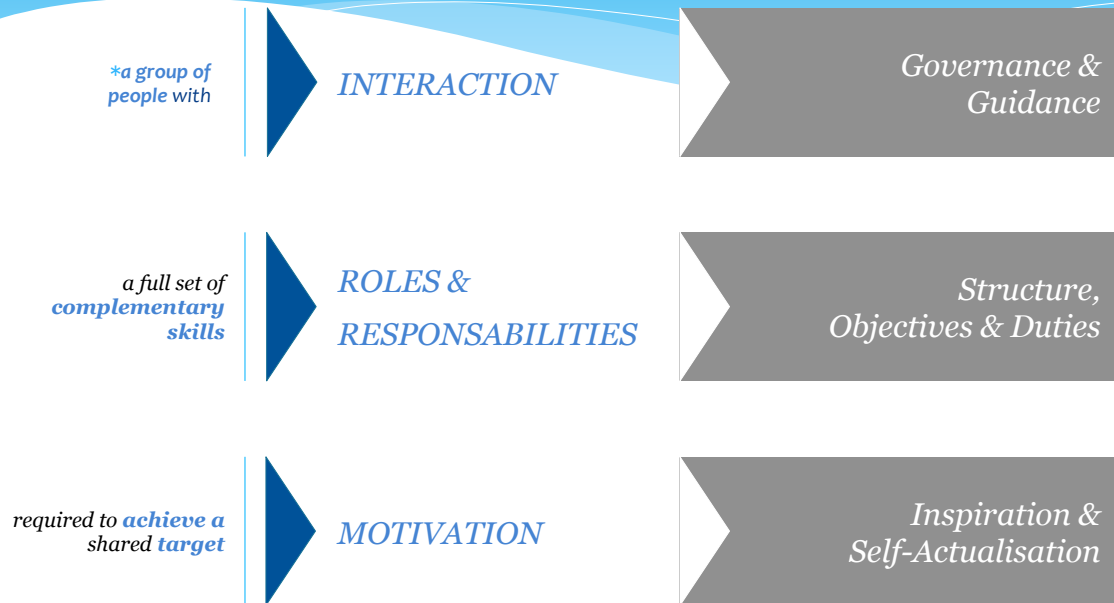 *a group of
people with
INTERACTION
Governance &
Guidance
a full set of
complementary
skills
ROLES &
RESPONSABILITIES
Structure,
Objectives & Duties
required to achieve a
shared target
MOTIVATION
Inspiration &
Self-Actualisation